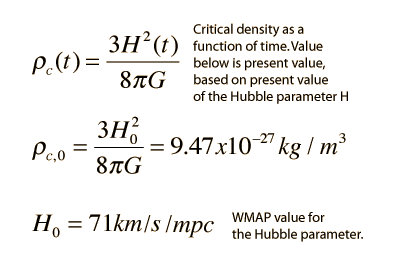 ρc(t) = 3H²(t) / 8πG
Critical density as a
function of time. Value
below is present value,
based on present value
of the Hubble parameter H
ρc,0 = 3H₀² / 8πG = 9.47x10⁻²⁷ kg / m³
H₀ = 71km/s /mpc
WMAP value for
the Hubble parameter.